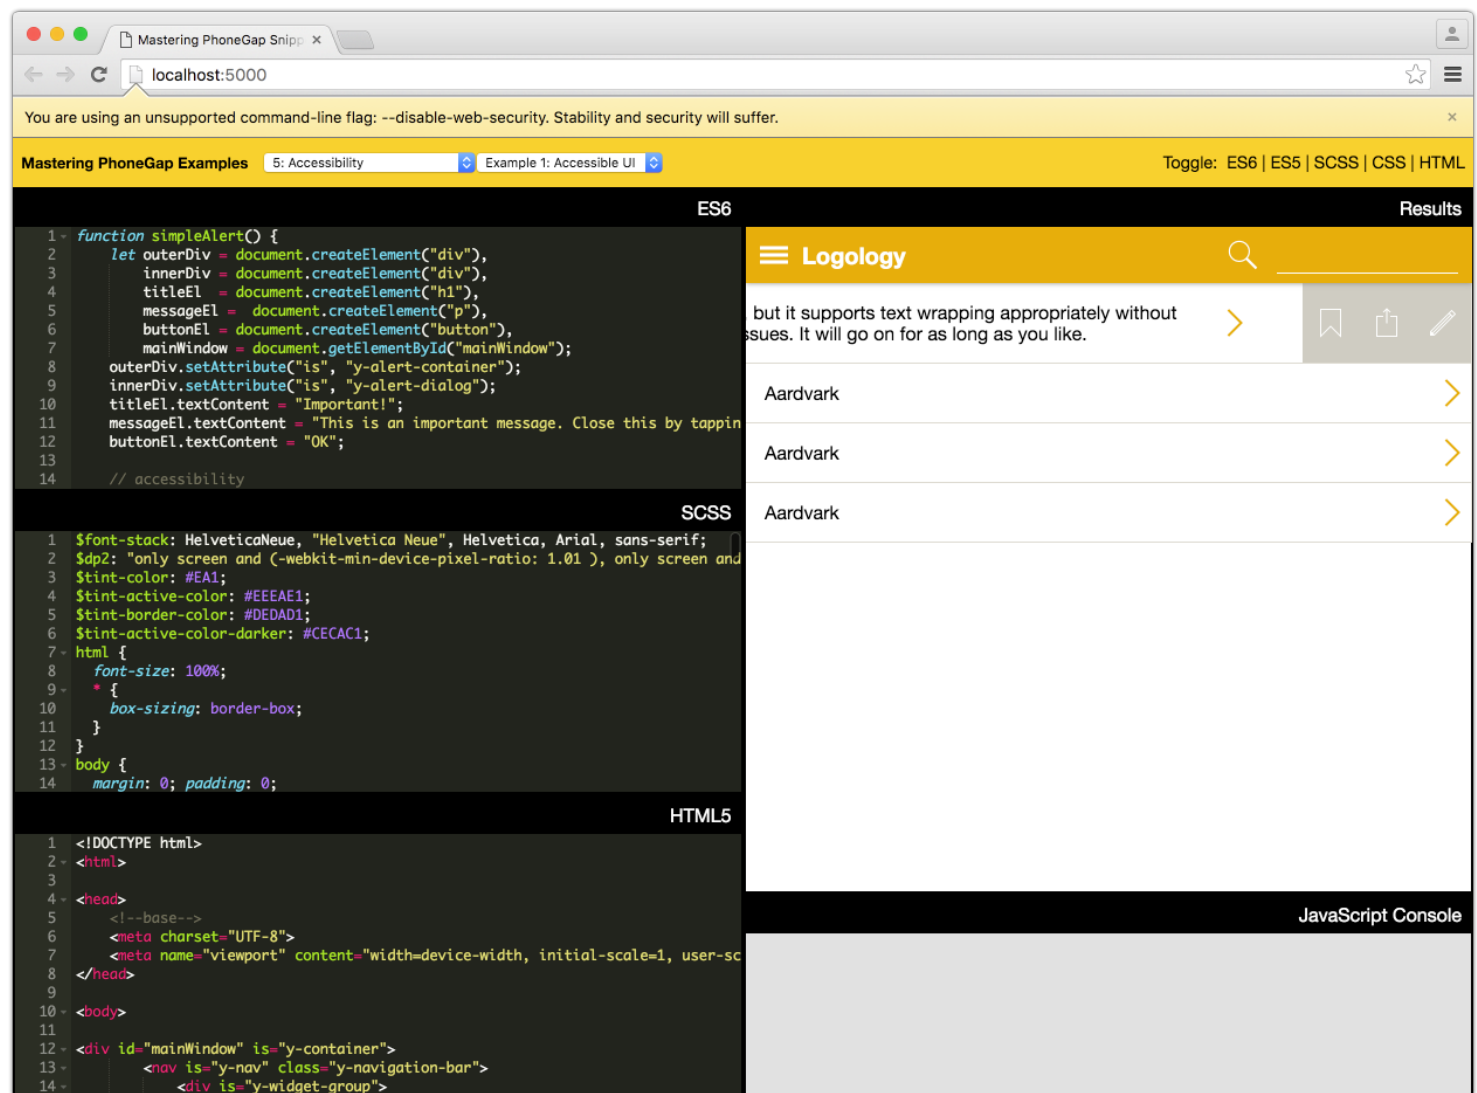 Mastering PhoneGap Snipp
localhost:5000
You are using an unsupported command-line flag: --disable-web-security. Stability and security will suffer.
Mastering PhoneGap Examples 5: Accessibility Example 1: Accessible UI Toggle: ES6 | ES5 | SCSS | CSS | HTML
ES6
1 function simpleAlert() {
2 let outerDiv = document.createElement("div"),
3 innerDiv = document.createElement("div"),
4 titleEl = document.createElement("h1"),
5 messageEl = document.createElement("p"),
6 buttonEl = document.createElement("button"),
7 mainWindow = document.getElementById("mainWindow");
8 outerDiv.setAttribute("is", "y-alert-container");
9 innerDiv.setAttribute("is", "y-alert-dialog");
10 titleEl.textContent = "Important!";
11 messageEl.textContent = "This is an important message. Close this by tappin
12 buttonEl.textContent = "OK";
13
14 // accessibility
SCSS
1 $font-stack: HelveticaNeue, "Helvetica Neue", Helvetica, Arial, sans-serif;
2 $dp2: "only screen and (-webkit-min-device-pixel-ratio: 1.01 ), only screen and
3 $tint-color: #EA1;
4 $tint-active-color: #EEEAE1;
5 $tint-border-color: #DEDAD1;
6 $tint-active-color-darker: #CECAC1;
7 html {
8 font-size: 100%;
9 * {
10 box-sizing: border-box;
11 }
12 }
13 body {
14 margin: 0; padding: 0;
HTML5
1 <!DOCTYPE html>
2 <html>
3
4 <head>
5 <!--base-->
6 <meta charset="UTF-8">
7 <meta name="viewport" content="width=device-width, initial-scale=1, user-sc
8 </head>
9
10 <body>
11
12 <div id="mainWindow" is="y-container">
13 <nav is="y-nav" class="y-navigation-bar">
14 <div is="y-widget-group">
Results
Logology
, but it supports text wrapping appropriately without
ssues. It will go on for as long as you like.
Aardvark
Aardvark
Aardvark
JavaScript Console